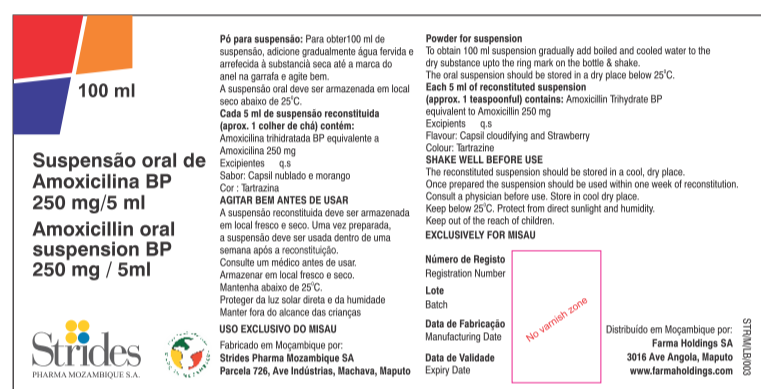 100 ml
Suspensão oral de
Amoxicilina BP
250 mg/5 ml
Amoxicillin oral
suspension BP
250 mg / 5ml
Strides
PHARMA MOZAMBIQUE S.A.
Pó para suspensão: Para obter100 ml de
suspensão, adicione gradualmente água fervida e
arrefecida à substancià seca até a marca do
anel na garrafa e agite bem.
A suspensão oral deve ser armazenada em local
seco abaixo de 25°C.
Cada 5 ml de suspensão reconstituida
(aprox. 1 colher de chá) contém:
Amoxicilina trihidratada BP equivalente a
Amoxicilina 250 mg
Excipientes q.s
Sabor: Capsil nublado e morango
Cor : Tartrazina
AGITAR BEM ANTES DE USAR
A suspensão reconstituida deve ser armazenada
em local fresco e seco. Uma vez preparada,
a suspensão deve ser usada dentro de uma
semana após a reconstituição.
Consulte um médico antes de usar.
Armazenar em local fresco e seco.
Mantenha abaixo de 25°C.
Proteger da luz solar direta e da humidade
Manter fora do alcance das crianças
USO EXCLUSIVO DO MISAU
Fabricado em Moçambique por:
Strides Pharma Mozambique SA
Parcela 726, Ave Indústrias, Machava, Maputo
Powder for suspension
To obtain 100 ml suspension gradually add boiled and cooled water to the
dry substance upto the ring mark on the bottle & shake.
The oral suspension should be stored in a dry place below 25°C.
Each 5 ml of reconstituted suspension
(approx. 1 teaspoonful) contains: Amoxicillin Trihydrate BP
equivalent to Amoxicillin 250 mg
Excipients q.s
Flavour: Capsil cloudifying and Strawberry
Colour: Tartrazine
SHAKE WELL BEFORE USE
The reconstituted suspension should be stored in a cool, dry place.
Once prepared the suspension should be used within one week of reconstitution.
Consult a physician before use. Store in cool dry place.
Keep below 25°C. Protect from direct sunlight and humidity.
Keep out of the reach of children.
EXCLUSIVELY FOR MISAU
Número de Registo
Registration Number
Lote
Batch
Data de Fabricação
Manufacturing Date
Data de Validade
Expiry Date
No varnish zone
Distribuído em Moçambique por:
Farma Holdings SA
3016 Ave Angola, Maputo
www.farmaholdings.com
STR/M/LB/003